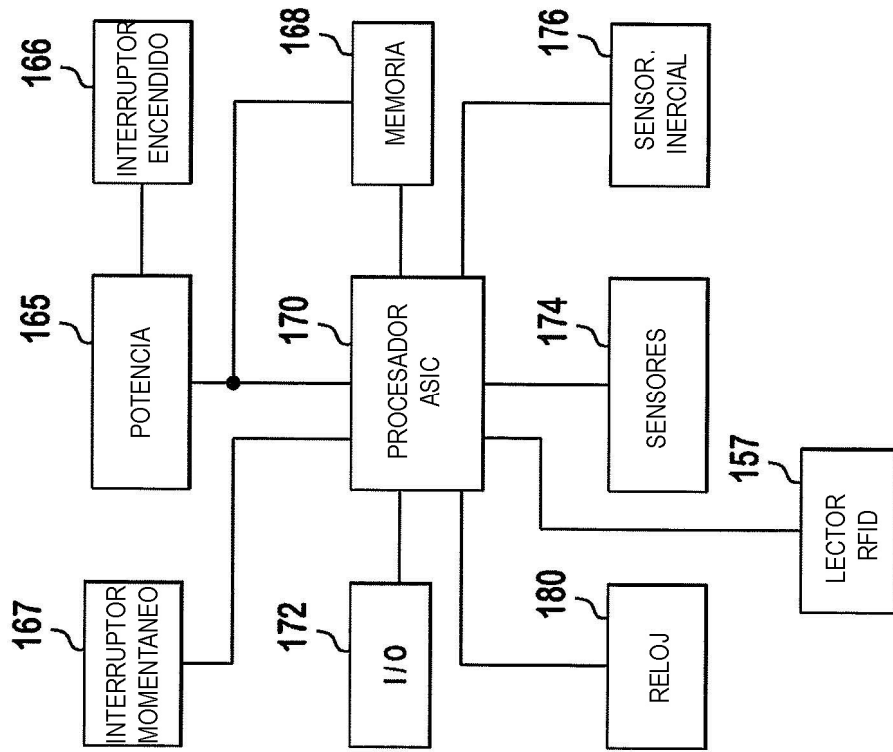 167
INTERRUPTOR
MOMENTANEO
165
POTENCIA
166
INTERRUPTOR
ENCENDIDO
172
I/O
170
PROCESADOR
ASIC
168
MEMORIA
180
RELOJ
174
SENSORES
176
SENSOR.
INERCIAL
157
LECTOR
RFID